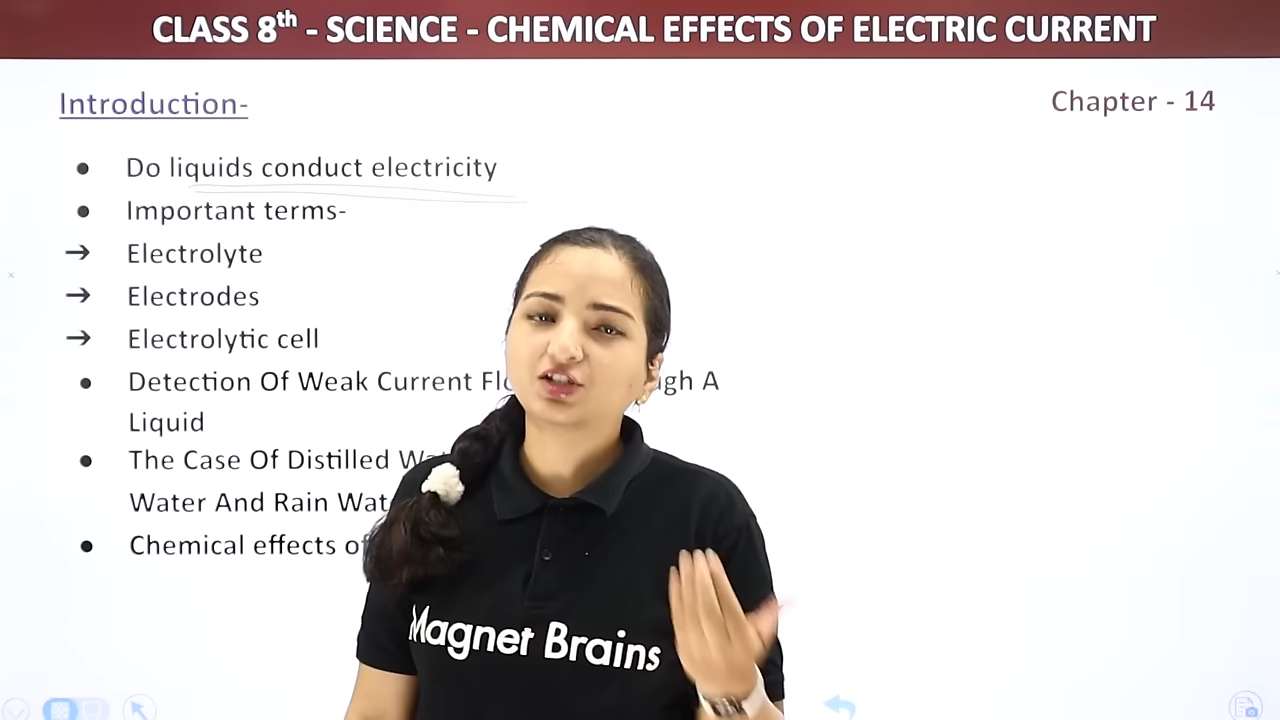 CLASS 8th - SCIENCE - CHEMICAL EFFECTS OF ELECTRIC CURRENT
Introduction-
Chapter - 14
● Do liquids conduct electricity
● Important terms-
→ Electrolyte
→ Electrodes
→ Electrolytic cell
● Detection Of Weak Current A
Liquid
● The Case Of Distilled
Water And Rain
● Chemical effects
Magnet Brains